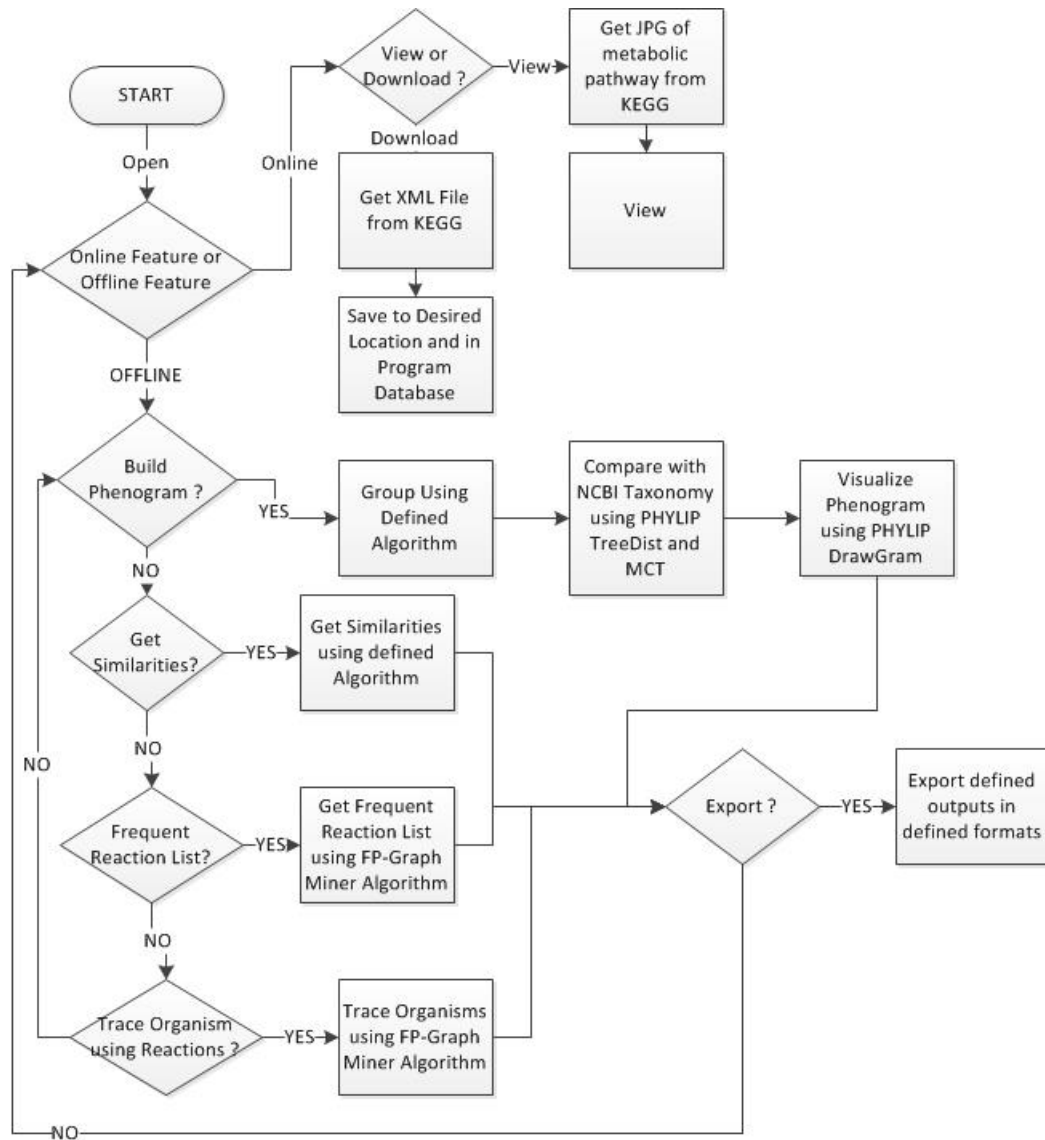 START
Open
Online Feature or
Offline Feature
Online
View or
Download ?
View
Get JPG of
metabolic
pathway from
KEGG
View
Download
Get XML File
from KEGG
Save to Desired
Location and in
Program
Database
OFFLINE
Build
Phenogram ?
YES
Group Using
Defined
Algorithm
Compare with
NCBI Taxonomy
using PHYLIP
TreeDist and
MCT
Visualize
Phenogram
using PHYLIP
DrawGram
NO
Get
Similarities?
YES
Get Similarities
using defined
Algorithm
NO
Frequent
Reaction List?
YES
Get Frequent
Reaction List
using FP-Graph
Miner Algorithm
NO
Trace Organism
using Reactions ?
YES
Trace Organisms
using FP-Graph
Miner Algorithm
NO
Export ?
YES
Export defined
outputs in
defined formats
NO